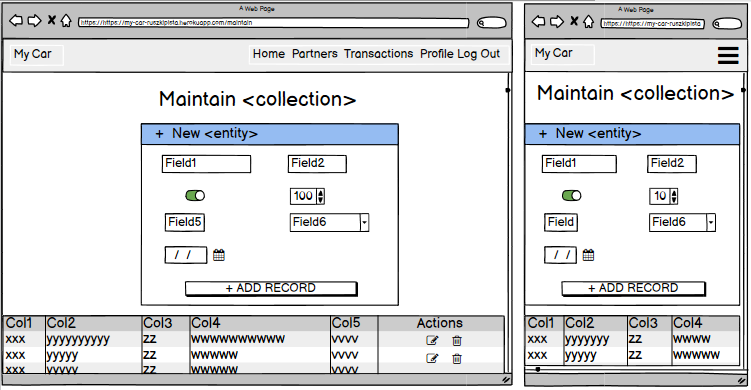 A Web Page
https://https://my-car-ruszkipista.herokuapp.com/maintain
My Car
Home Partners Transactions Profile Log Out
Maintain <collection>
+ New <entity>
Field1 Field2
100
Field5 Field6
/ /
+ ADD RECORD
Col1 Col2 Col3 Col4 Col5 Actions
xxx yyyyyyyyyy zz wwwwwwwwww vvvv
xxx yyyyy zz wwwww vvvv
xxx yyyyy zz wwwww vvvv
A Web Page
https://https://my-car-ruszkipista
My Car
Maintain <collection>
+ New <entity>
Field1 Field2
10
Field Field6
/ /
+ ADD RECORD
Col1 Col2 Col3 Col4
xxx yyyyyyy zz wwww
xxx yyyyy zz wwwww